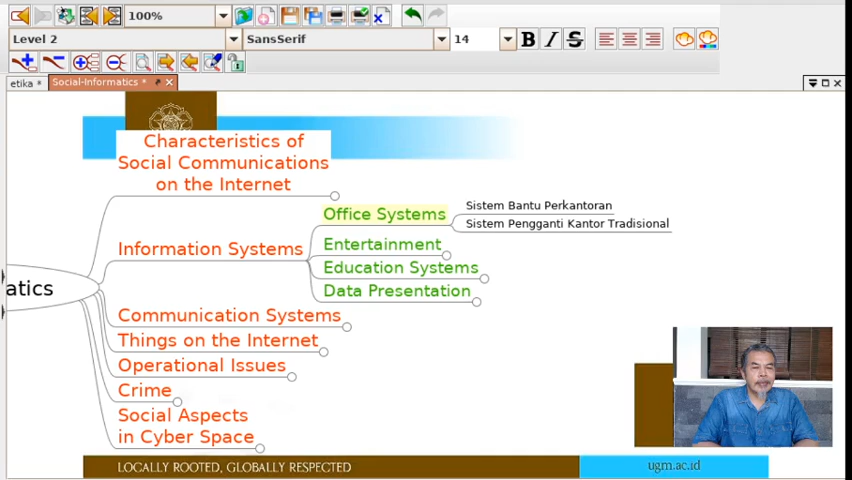 100%
Level 2
SansSerif
14
B I S
etika *
Social-Informatics *
Characteristics of
Social Communications
on the Internet
Office Systems
Sistem Bantu Perkantoran
Sistem Pengganti Kantor Tradisional
Information Systems
Entertainment
Education Systems
Data Presentation
atics
Communication Systems
Things on the Internet
Operational Issues
Crime
Social Aspects
in Cyber Space
LOCALLY ROOTED, GLOBALLY RESPECTED
ugm.ac.id